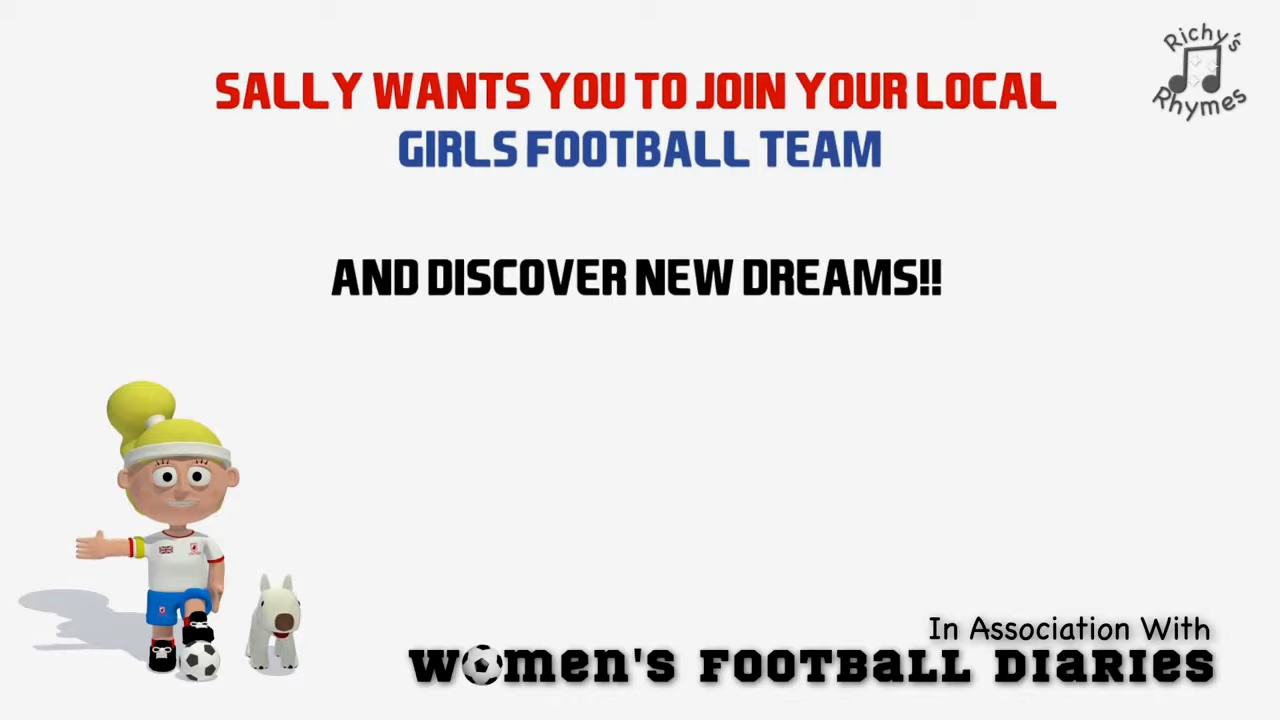 Richy's
Rhymes
SALLY WANTS YOU TO JOIN YOUR LOCAL
GIRLS FOOTBALL TEAM
AND DISCOVER NEW DREAMS!!
In Association With
women's FOOTBALL DIARIES